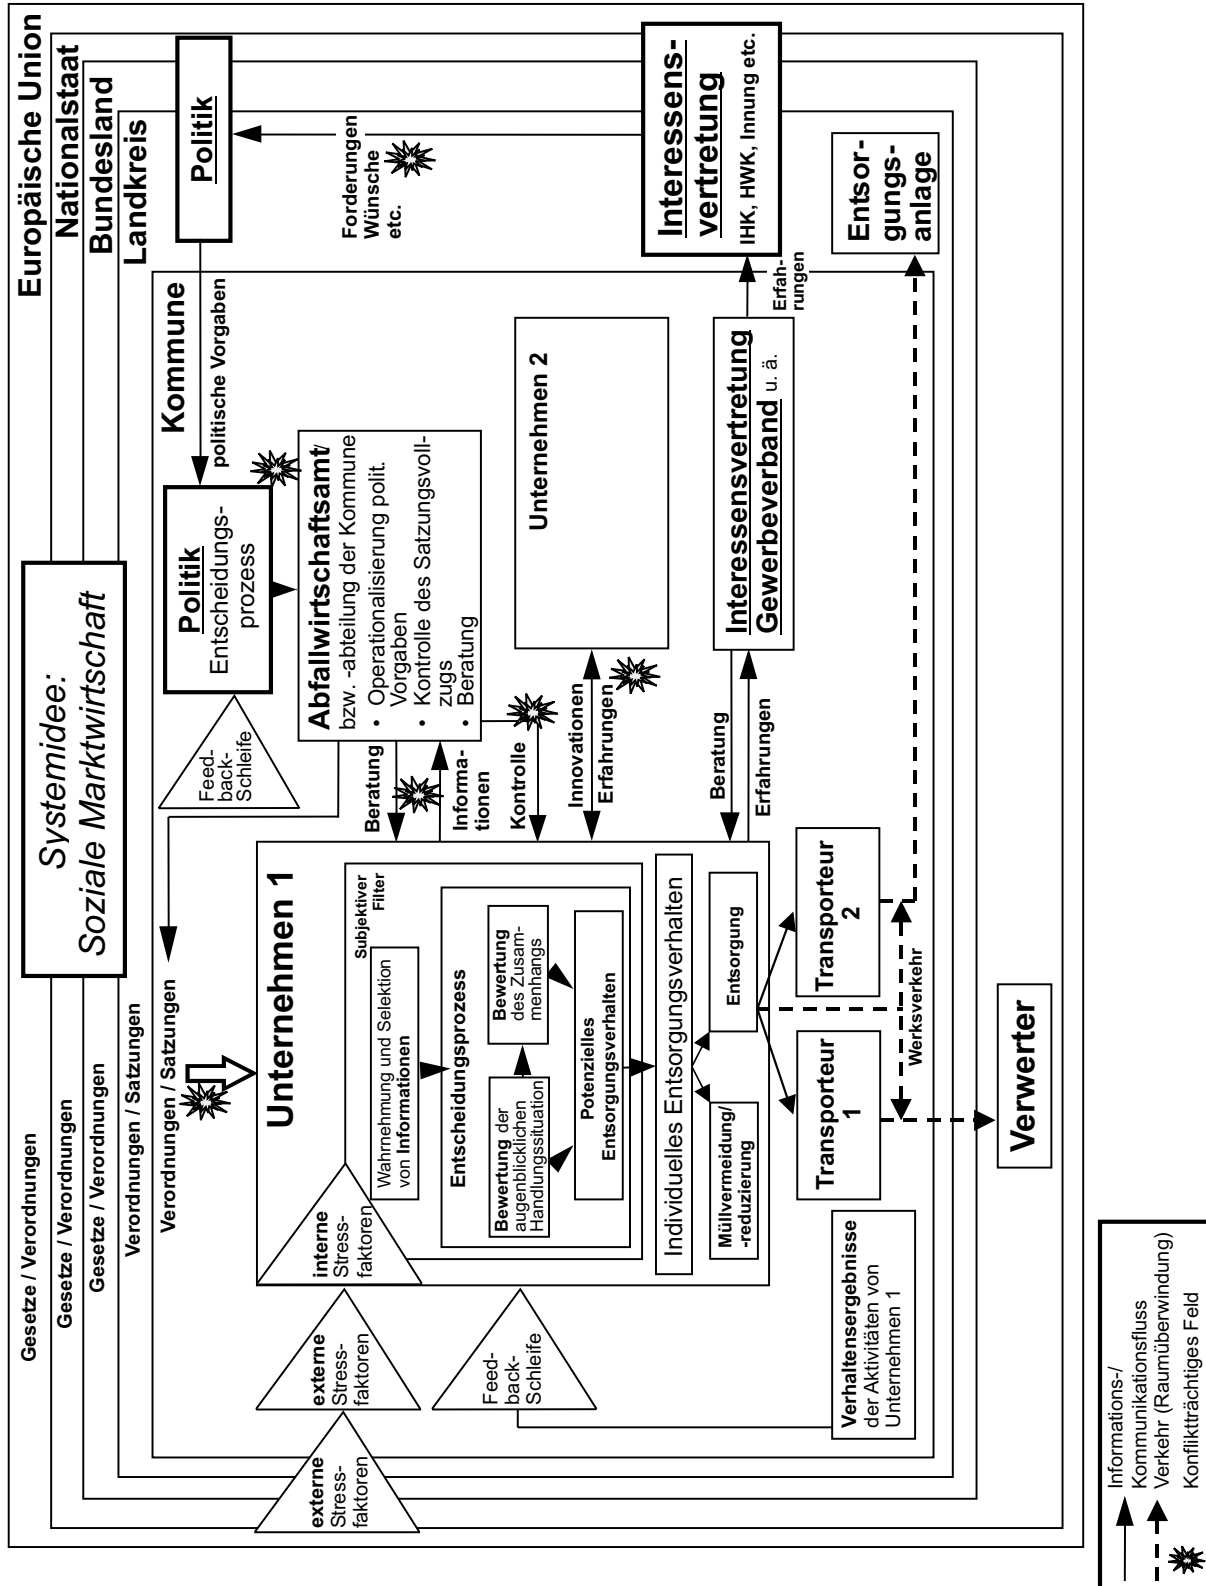 Systemidee:
Soziale Marktwirtschaft
Europäische Union
Nationalstaat
Bundesland
Landkreis
Kommune
Gesetze / Verordnungen
Gesetze / Verordnungen
Gesetze / Verordnungen
Verordnungen / Satzungen
Verordnungen / Satzungen
Politik
politische Vorgaben
Forderungen
Wünsche
etc.
Interessens-
vertretung
IHK, HWK, Innung etc.
Politik
Entscheidungs-
prozess
Feed-
back-
Schleife
Abfallwirtschaftsamt/
bzw. -abteilung der Kommune
• Operationalisierung polit.
Vorgaben
• Kontrolle des Satzungsvoll-
zugs
• Beratung
Beratung
Informa-
tionen
Kontrolle
Innovationen
Erfahrungen
Unternehmen 2
Beratung
Erfahrungen
Interessensvertretung
Gewerbeverband u. ä.
Erfah-
rungen
Entsor-
gungs-
anlage
Unternehmen 1
Subjektiver
Filter
Wahrnehmung und Selektion
von Informationen
Entscheidungsprozess
Bewertung der
augenblicklichen
Handlungssituation
Bewertung
des Zusam-
menhangs
Potenzielles
Entsorgungsverhalten
Individuelles Entsorgungsverhalten
Müllvermeidung/
-reduzierung
Entsorgung
interne
Stress-
faktoren
externe
Stress-
faktoren
externe
Stress-
faktoren
Feed-
back-
Schleife
Verhaltensergebnisse
der Aktivitäten von
Unternehmen 1
Transporteur
1
Transporteur
2
Werksverkehr
Verwerter
Informations-/
Kommunikationsfluss
Verkehr (Raumüberwindung)
Konfliktträchtiges Feld